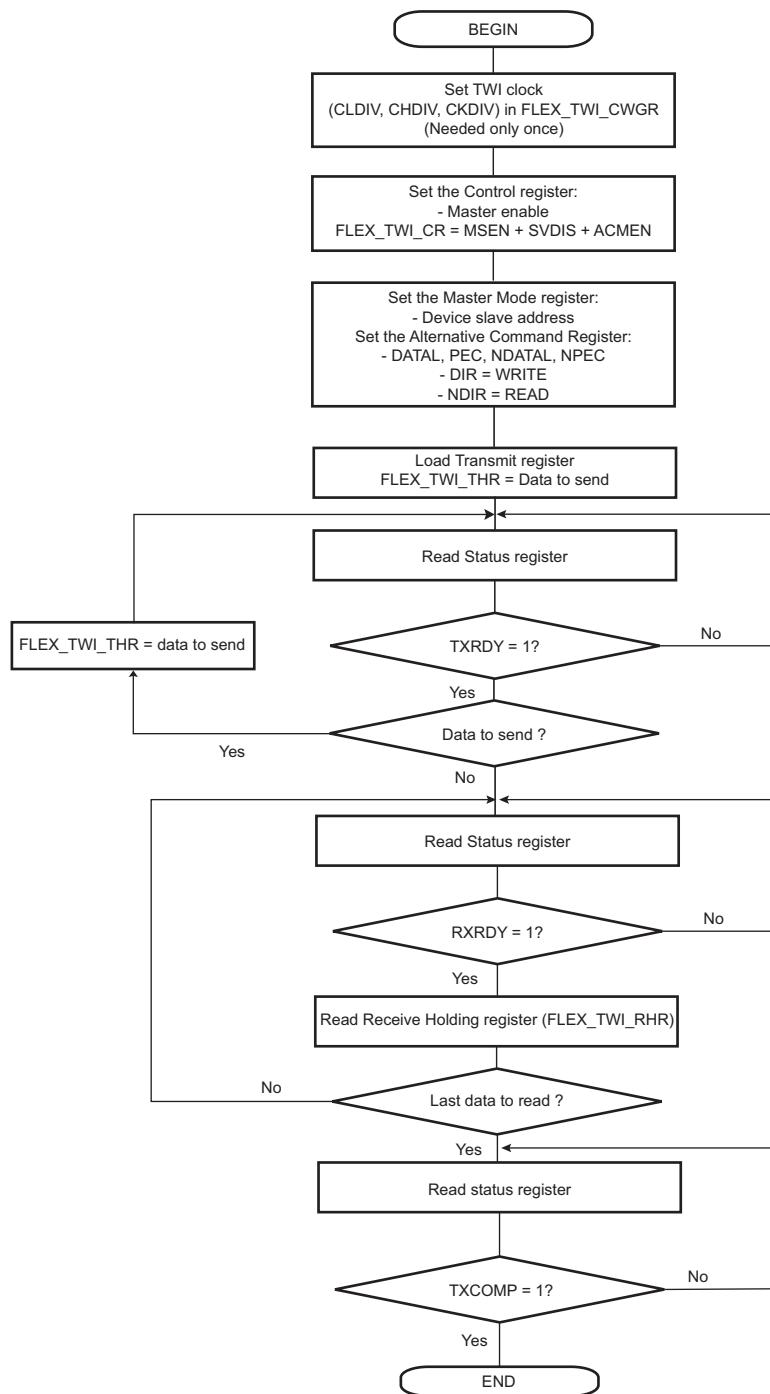 BEGIN
Set TWI clock
(CLDIV, CHDIV, CKDIV) in FLEX_TWI_CWGR
(Needed only once)
Set the Control register:
- Master enable
FLEX_TWI_CR = MSEN + SVDIS + ACMEN
Set the Master Mode register:
- Device slave address
Set the Alternative Command Register:
- DATAL, PEC, NDATAL, NPEC
- DIR = WRITE
- NDIR = READ
Load Transmit register
FLEX_TWI_THR = Data to send
Read Status register
FLEX_TWI_THR = data to send
TXRDY = 1?
No
Yes
Data to send ?
Yes
No
Read Status register
RXRDY = 1?
No
Yes
Read Receive Holding register (FLEX_TWI_RHR)
No
Last data to read ?
Yes
Read status register
TXCOMP = 1?
No
Yes
END